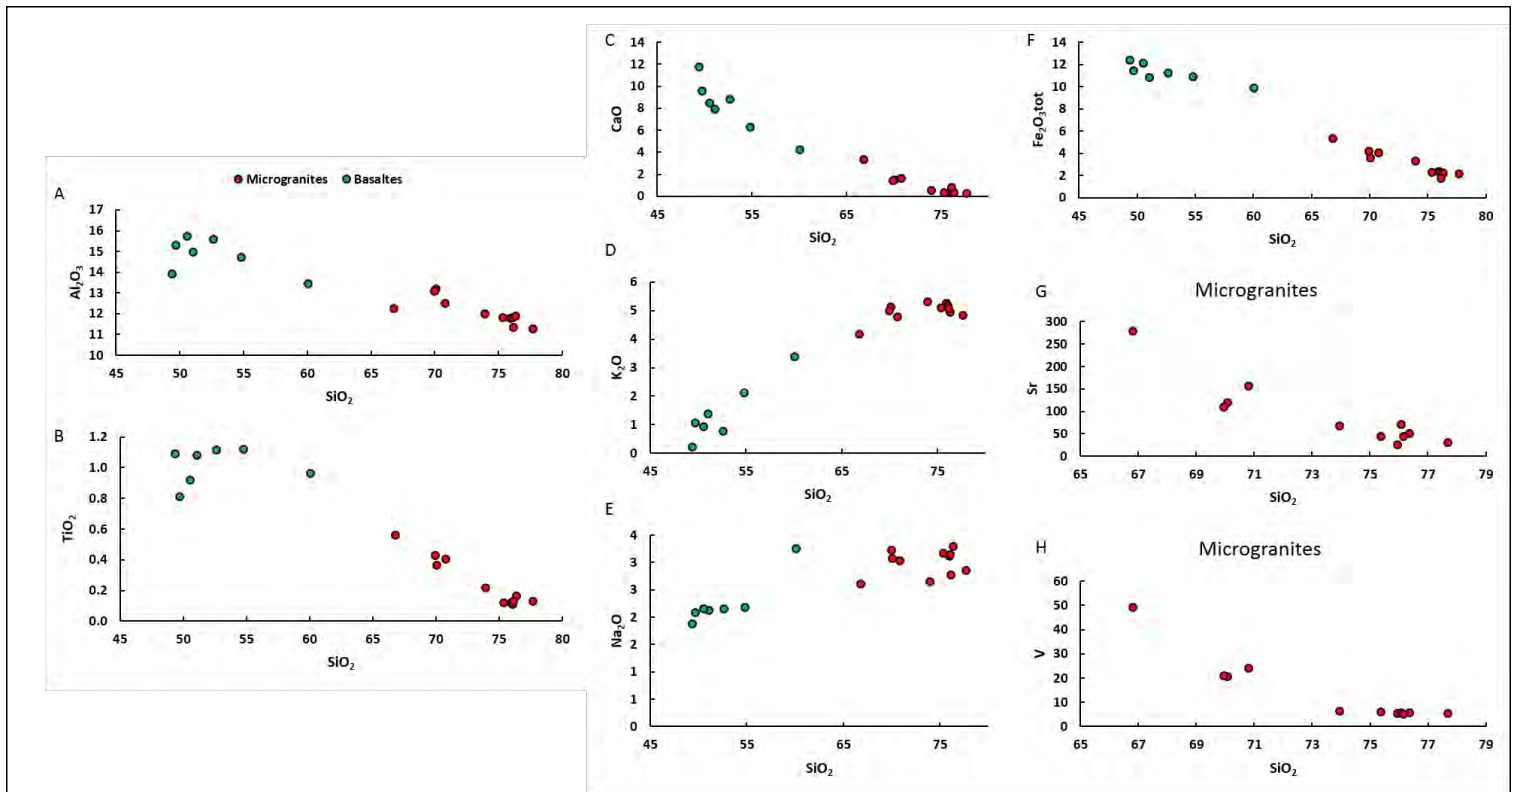 Microgranites Basaltes
A
17
16
15
14
13
12
11
10
Al₂O₃
45 50 55 60 65 70 75 80
SiO₂
B
1.2
1.0
0.8
0.6
0.4
0.2
0.0
TiO₂
45 50 55 60 65 70 75 80
SiO₂
C
14
12
10
8
6
4
2
0
CaO
45 55 65 75
SiO₂
D
6
5
4
3
2
1
0
K₂O
45 55 65 75
SiO₂
E
4
3
3
2
2
1
1
0
Na₂O
45 55 65 75
SiO₂
F
14
12
10
8
6
4
2
0
Fe₂O₃tot
45 50 55 60 65 70 75 80
SiO₂
G
Microgranites
300
250
200
150
100
50
0
Sr
65 67 69 71 73 75 77 79
SiO₂
H
Microgranites
60
50
40
30
20
10
0
V
65 67 69 71 73 75 77 79
SiO₂